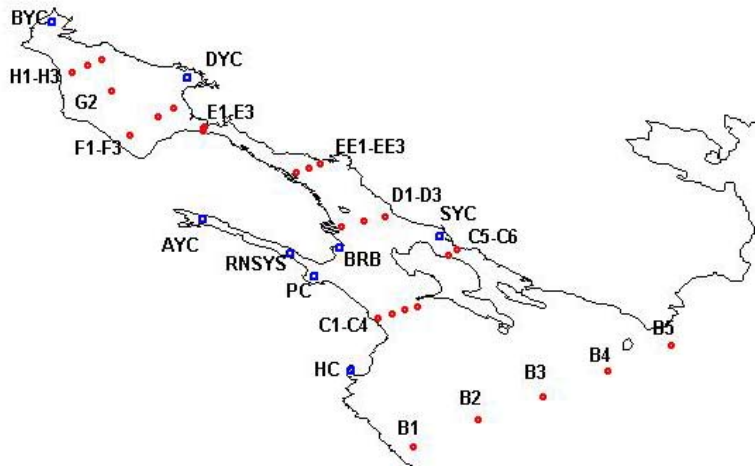 BYC
DYC
H1-H3
G2
E1-E3
F1-F3
EE1-EE3
D1-D3
SYC
AYC
C5-C6
RNSYS
BRB
PC
C1-C4
B5
HC
B4
B3
B2
B1